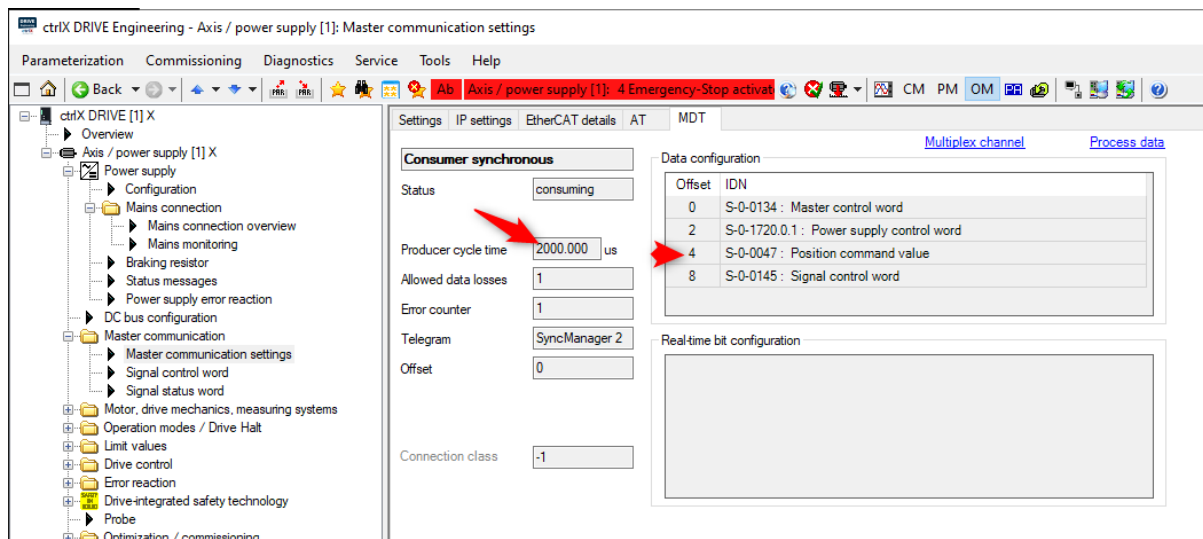 ctrlX DRIVE Engineering - Axis / power supply [1]: Master communication settings
Parameterization Commissioning Diagnostics Service Tools Help
Back Ab Axis / power supply [1]: 4 Emergency-Stop activat CM PM OM
ctrlX DRIVE [1] X
Overview
Axis / power supply [1] X
Power supply
Configuration
Mains connection
Mains connection overview
Mains monitoring
Braking resistor
Status messages
Power supply error reaction
DC bus configuration
Master communication
Master communication settings
Signal control word
Signal status word
Motor, drive mechanics, measuring systems
Operation modes / Drive Halt
Limit values
Drive control
Error reaction
Drive-integrated safety technology
Probe
Optimization / commissioning
Settings IP settings EtherCAT details AT MDT
Multiplex channel Process data
Consumer synchronous
Status consuming
Producer cycle time 2000.000 us
Allowed data losses 1
Error counter 1
Telegram SyncManager 2
Offset 0
Connection class -1
Data configuration
Offset IDN
0 S-0-0134 : Master control word
2 S-0-1720.0.1 : Power supply control word
4 S-0-0047 : Position command value
8 S-0-0145 : Signal control word
Real-time bit configuration